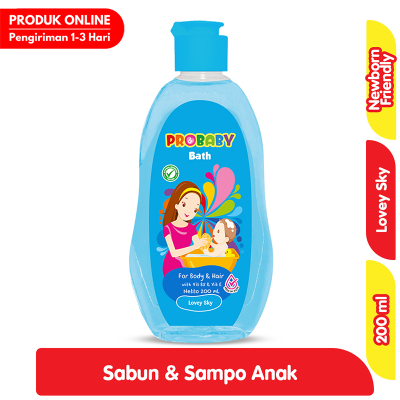 PRODUK ONLINE
Pengiriman 1-3 Hari
Newborn
Friendly
Lovey Sky
200 ml
PROBABY
Bath
For Body & Hair
with Vit B5 & Vit E
Netto 200 mL
Lovey Sky
Sabun & Sampo Anak